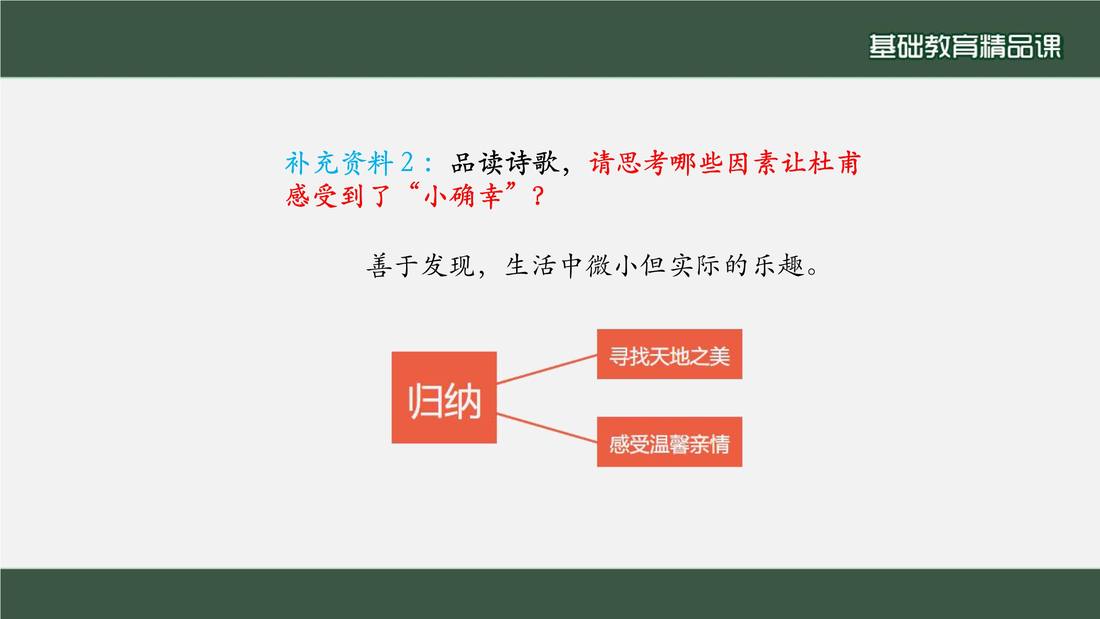 基础教育精品课
补充资料2：品读诗歌，请思考哪些因素让杜甫
感受到了“小确幸”？
善于发现，生活中微小但实际的乐趣。
寻找天地之美
归纳
感受温馨亲情